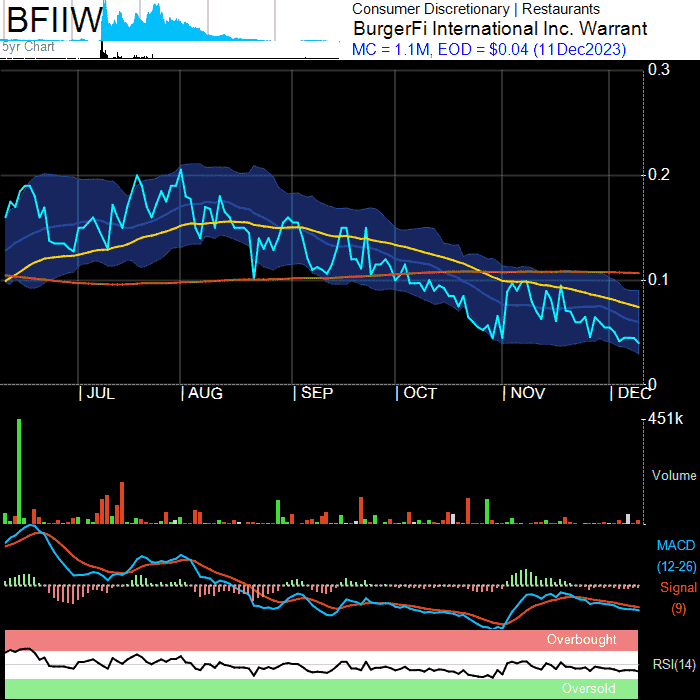 BFIIW
5yr Chart
Consumer Discretionary | Restaurants
BurgerFi International Inc. Warrant
MC = 1.1M, EOD = $0.04 (11Dec2023)
0.3
0.2
0.1
0
| JUL | AUG | SEP | OCT | NOV | DEC
451k
Volume
MACD
(12-26)
Signal
(9)
Overbought
RSI(14)
Oversold